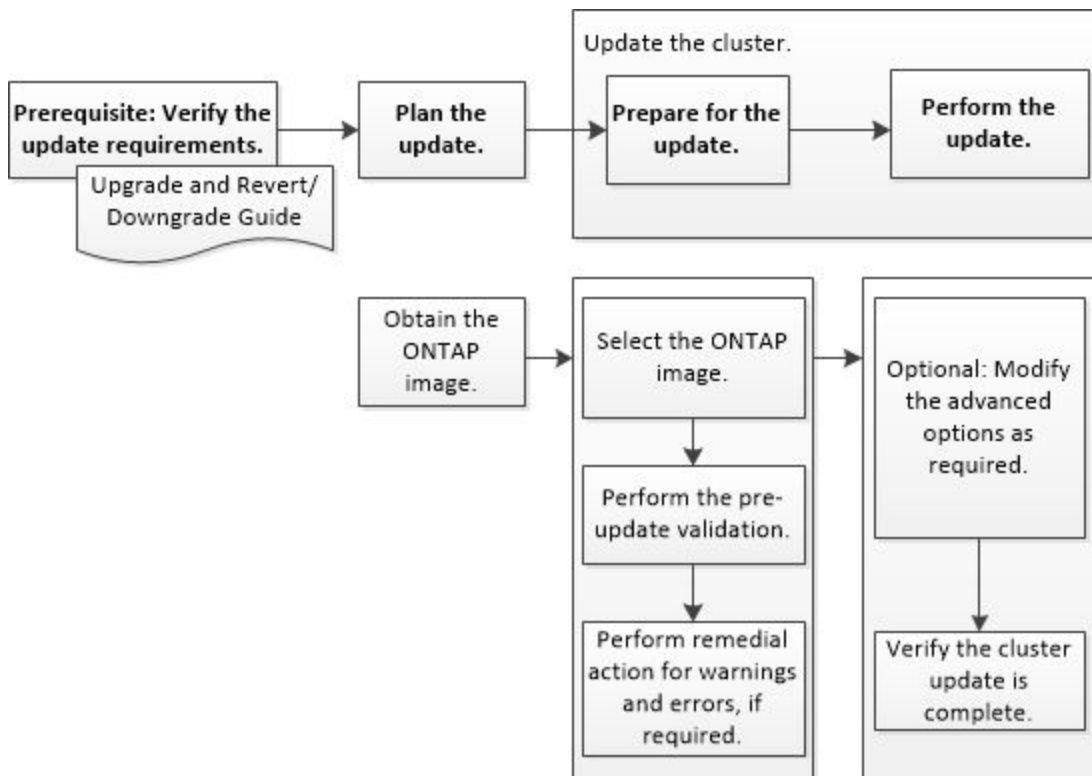 Update the cluster.
Prerequisite: Verify the
update requirements.
Upgrade and Revert/
Downgrade Guide
Plan the
update.
Prepare for the
update.
Perform the
update.
Obtain the
ONTAP
image.
Select the ONTAP
image.
Perform the pre-
update validation.
Perform remedial
action for warnings
and errors, if
required.
Optional: Modify
the advanced
options as
required.
Verify the cluster
update is
complete.